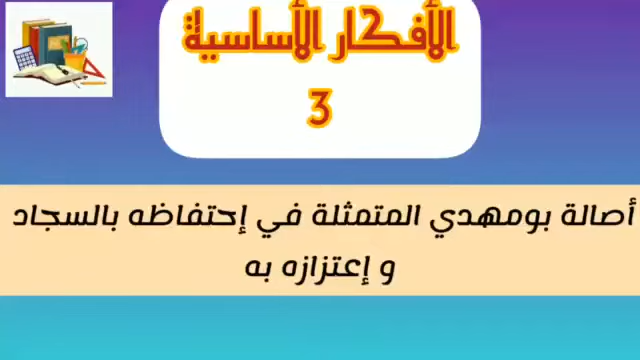 الأفكار الأساسية
3
أصالة بومهدي المتمثلة في إحتفاظه بالسجاد
و إعتزازه به